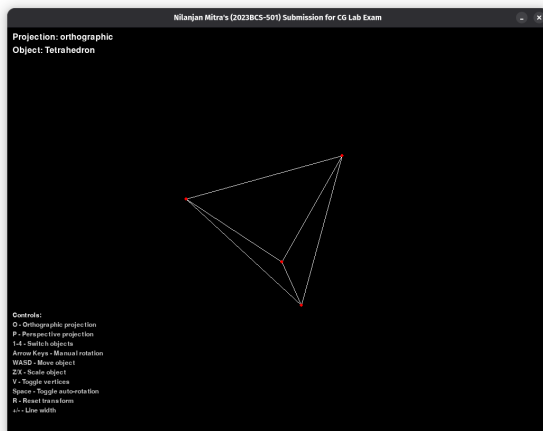 Nilanjan Mitra's (2023BCS-501) Submission for CG Lab Exam
Projection: orthographic
Object: Tetrahedron
Controls:
O - Orthographic projection
P - Perspective projection
1-4 - Switch objects
Arrow Keys - Manual rotation
WASD - Move object
Z/X - Scale object
V - Toggle vertices
Space - Toggle auto-rotation
R - Reset transform
+/- - Line width